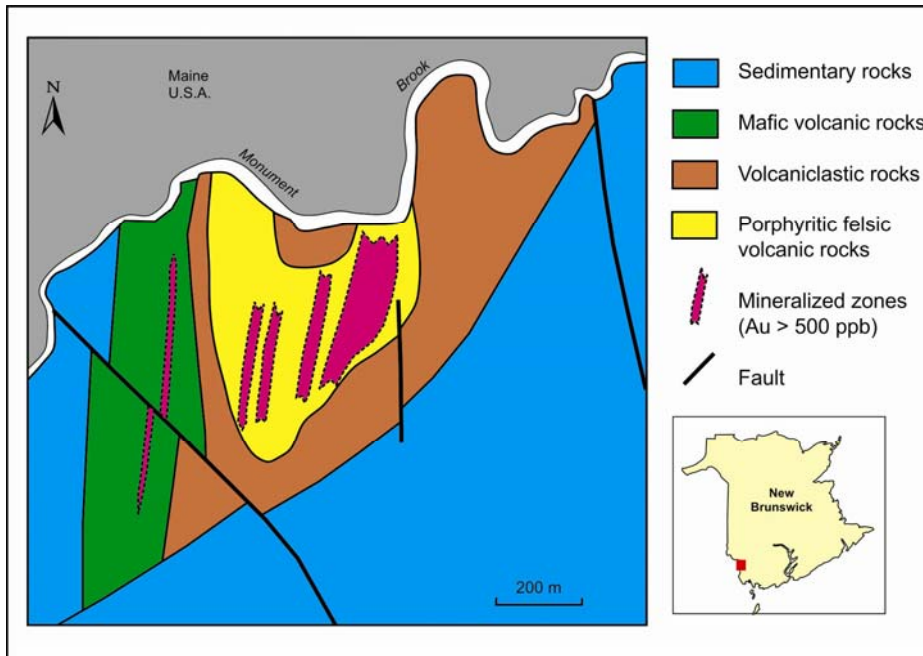 N
Maine
U.S.A.
Monument
Brook
200 m
Sedimentary rocks
Mafic volcanic rocks
Volcaniclastic rocks
Porphyritic felsic
volcanic rocks
Mineralized zones
(Au > 500 ppb)
Fault
New
Brunswick